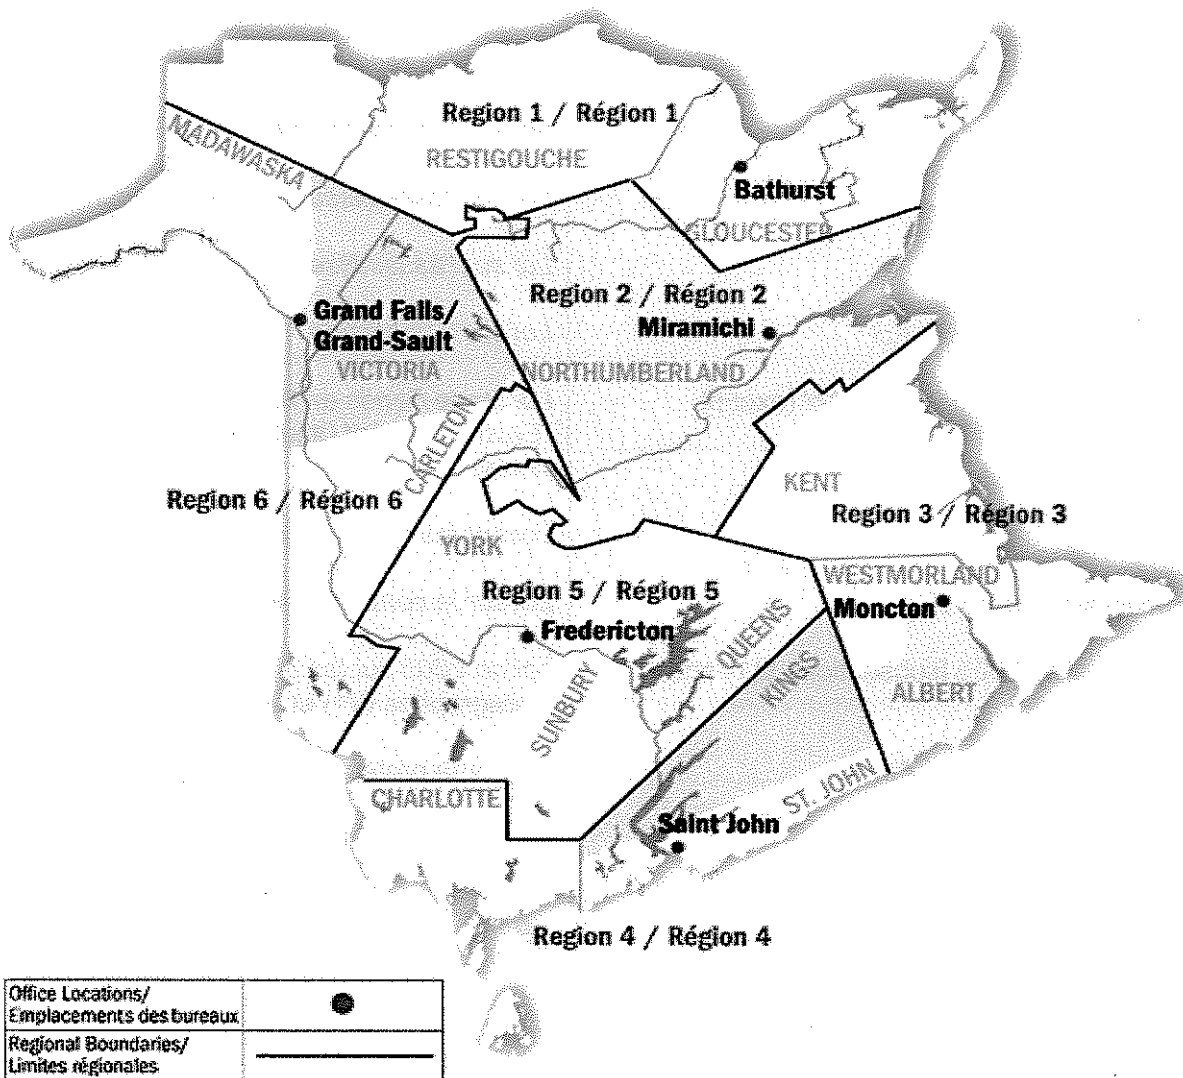 Region 1 / Région 1
MADAWASKA
RESTIGOUCHE
Bathurst
GLOUCESTER
Region 2 / Région 2
Grand Falls/
Grand-Sault
Miramichi
VICTORIA
NORTHUMBERLAND
CARLETON
KENT
Region 6 / Région 6
Region 3 / Région 3
YORK
WESTMORLAND
Region 5 / Région 5
Moncton
Fredericton
QUEENS
KINGS
ALBERT
SUNBURY
CHARLOTTE
ST. JOHN
Saint John
Region 4 / Région 4
Office Locations/
Emplacements des bureaux
Regional Boundaries/
Limites régionales